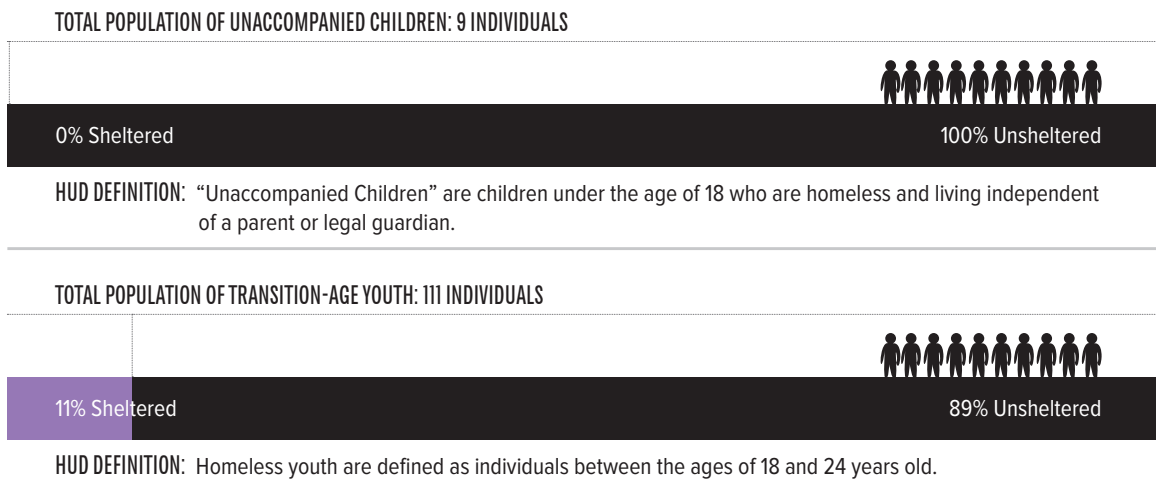 TOTAL POPULATION OF UNACCOMPANIED CHILDREN: 9 INDIVIDUALS
0% Sheltered
100% Unsheltered
HUD DEFINITION: “Unaccompanied Children” are children under the age of 18 who are homeless and living independent
of a parent or legal guardian.
TOTAL POPULATION OF TRANSITION-AGE YOUTH: 111 INDIVIDUALS
11% Sheltered
89% Unsheltered
HUD DEFINITION: Homeless youth are defined as individuals between the ages of 18 and 24 years old.